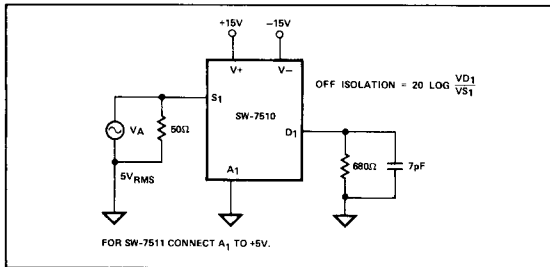 +15V
-15V
V+
V−
OFF ISOLATION = 20 LOG VD1
VS1
S1
SW-7510
VA
50Ω
D1
5VRMS
A1
680Ω
7pF
FOR SW-7511 CONNECT A1 TO +5V.